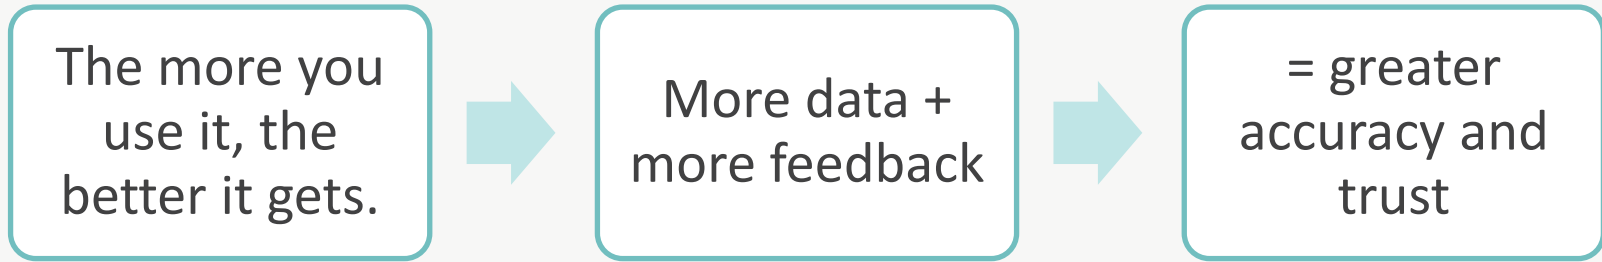 The more you
use it, the
better it gets.
More data +
more feedback
= greater
accuracy and
trust